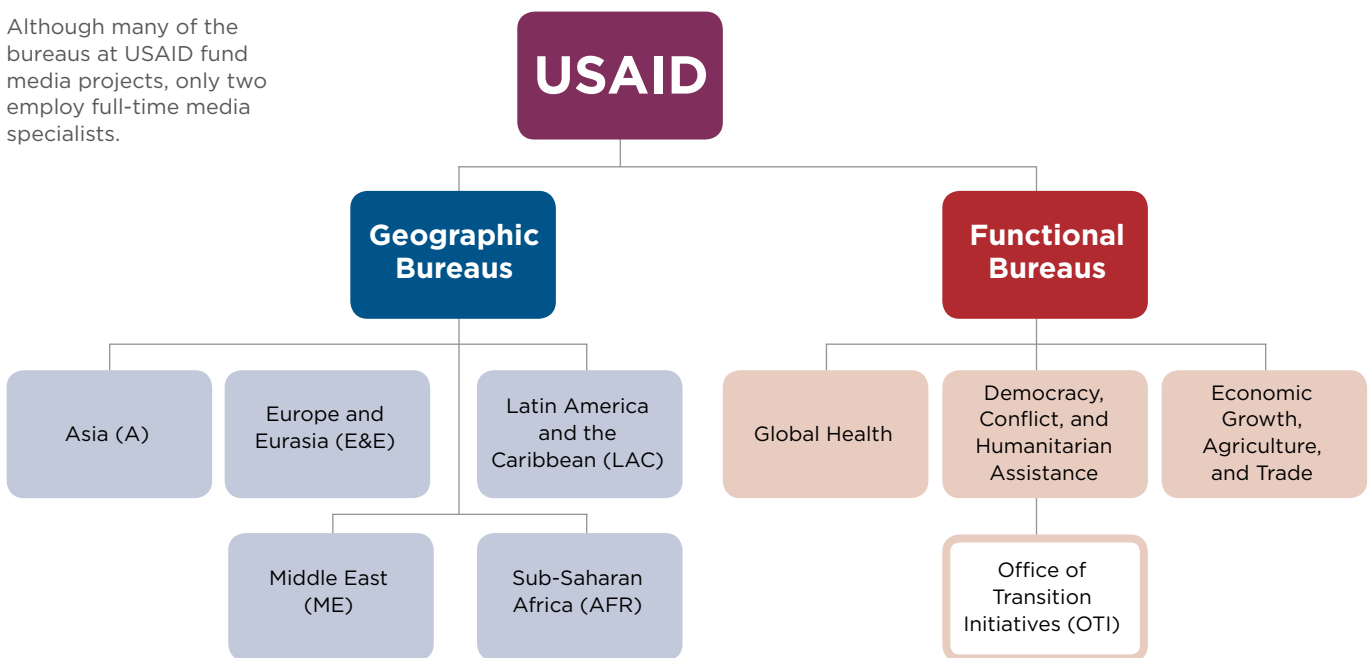 Although many of the
bureaus at USAID fund
media projects, only two
employ full-time media
specialists.
USAID
Geographic
Bureaus
Functional
Bureaus
Asia (A)
Europe and
Eurasia (E&E)
Latin America
and the
Caribbean (LAC)
Global Health
Democracy,
Conflict, and
Humanitarian
Assistance
Economic
Growth,
Agriculture,
and Trade
Middle East
(ME)
Sub-Saharan
Africa (AFR)
Office of
Transition
Initiatives (OTI)